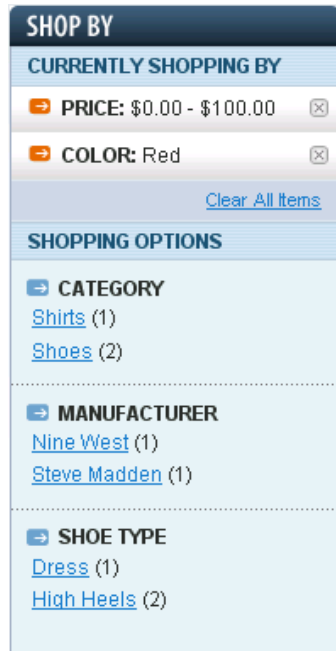 SHOP BY
CURRENTLY SHOPPING BY
PRICE: $0.00 - $100.00
COLOR: Red
Clear All Items
SHOPPING OPTIONS
CATEGORY
Shirts (1)
Shoes (2)
MANUFACTURER
Nine West (1)
Steve Madden (1)
SHOE TYPE
Dress (1)
High Heels (2)